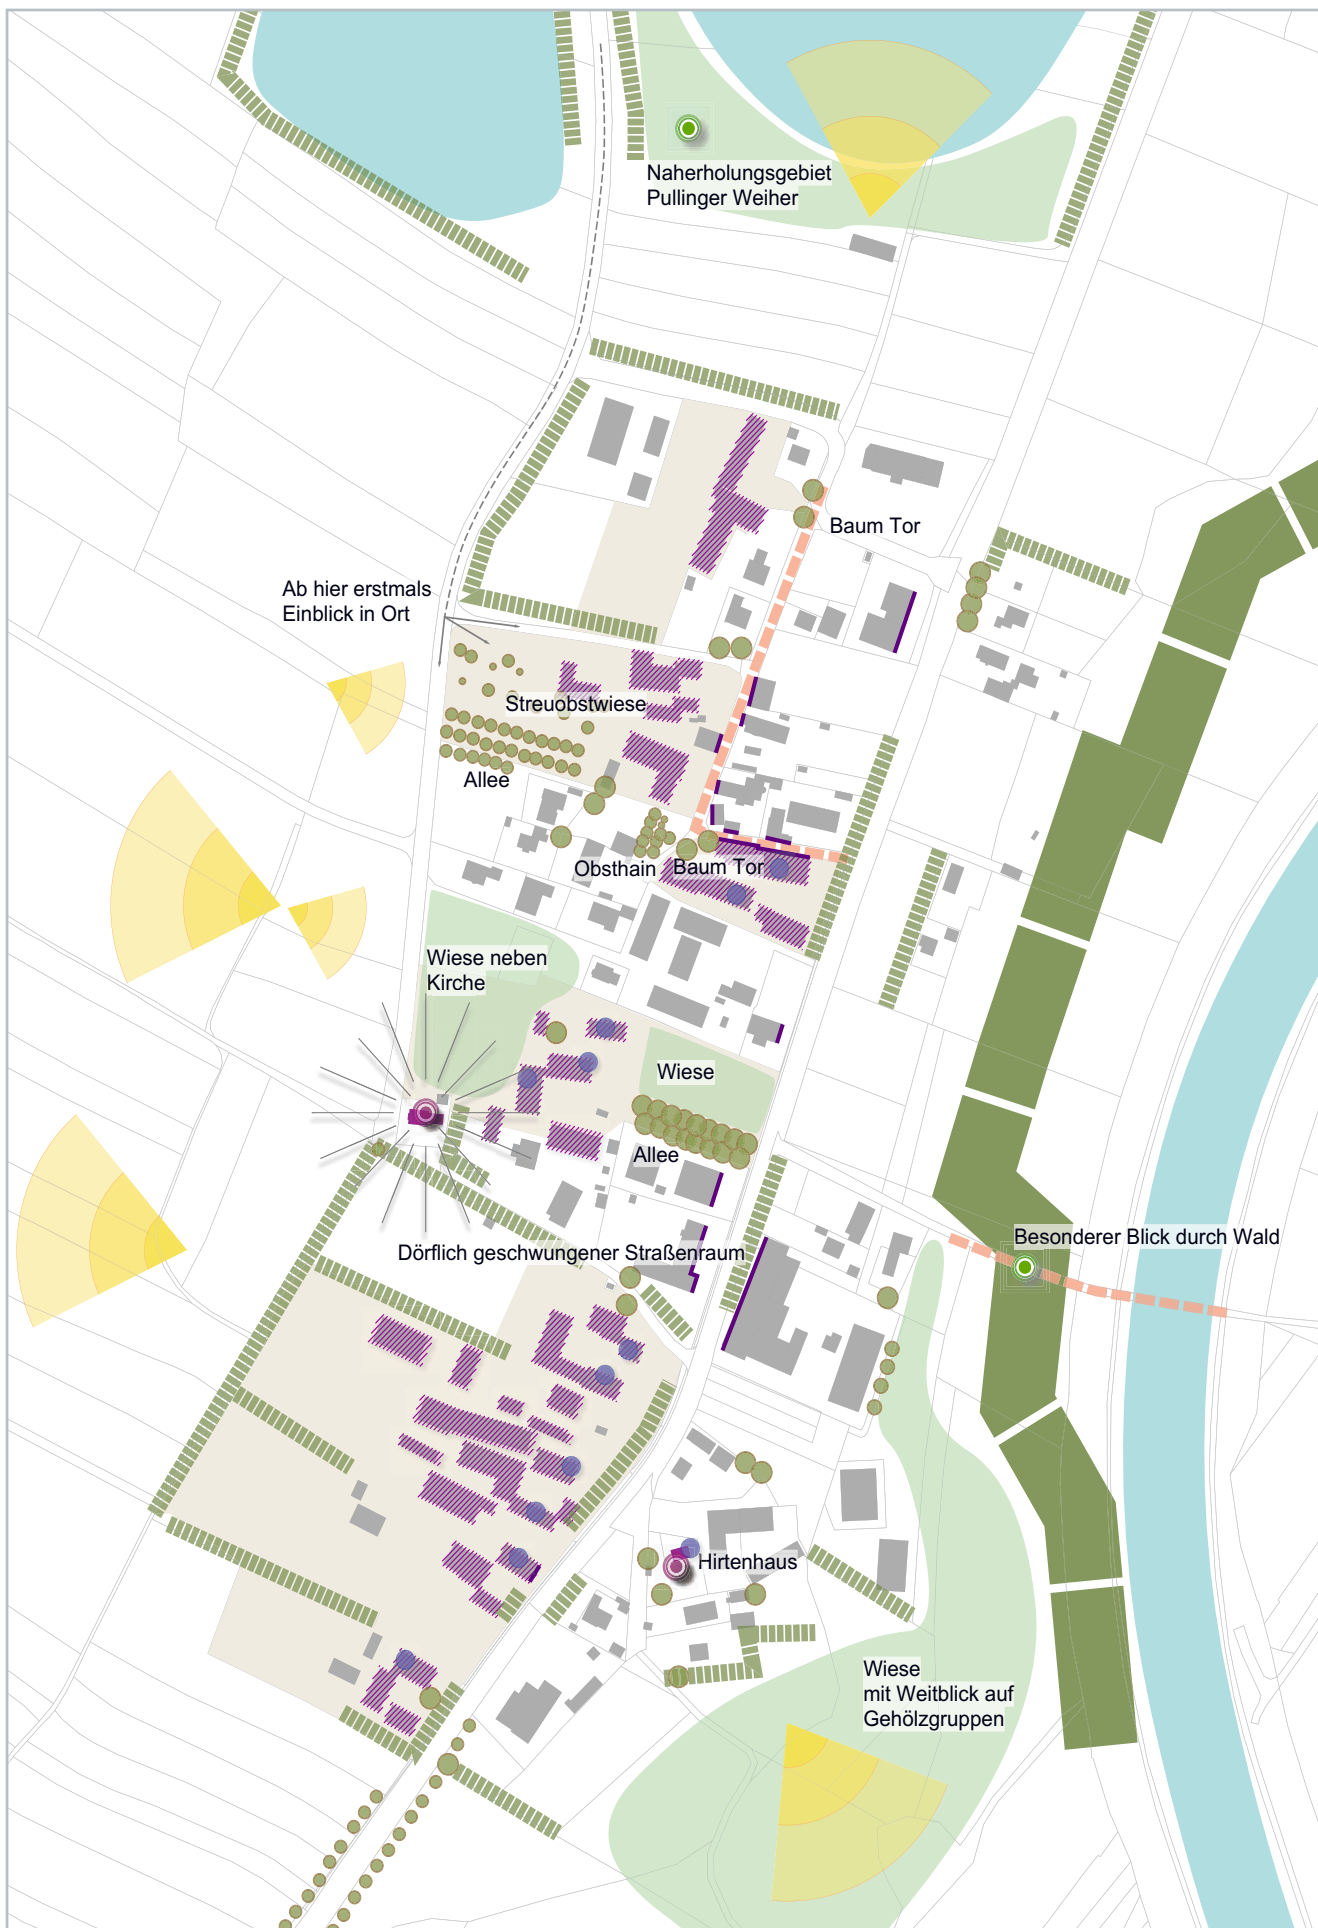 Naherholungsgebiet
Pullinger Weiher
Baum Tor
Ab hier erstmals
Einblick in Ort
Streuobstwiese
Allee
Obsthain
Baum Tor
Wiese neben
Kirche
Wiese
Allee
Besonderer Blick durch Wald
Dörflich geschwungener Straßenraum
Hirtenhaus
Wiese
mit Weitblick auf
Gehölzgruppen